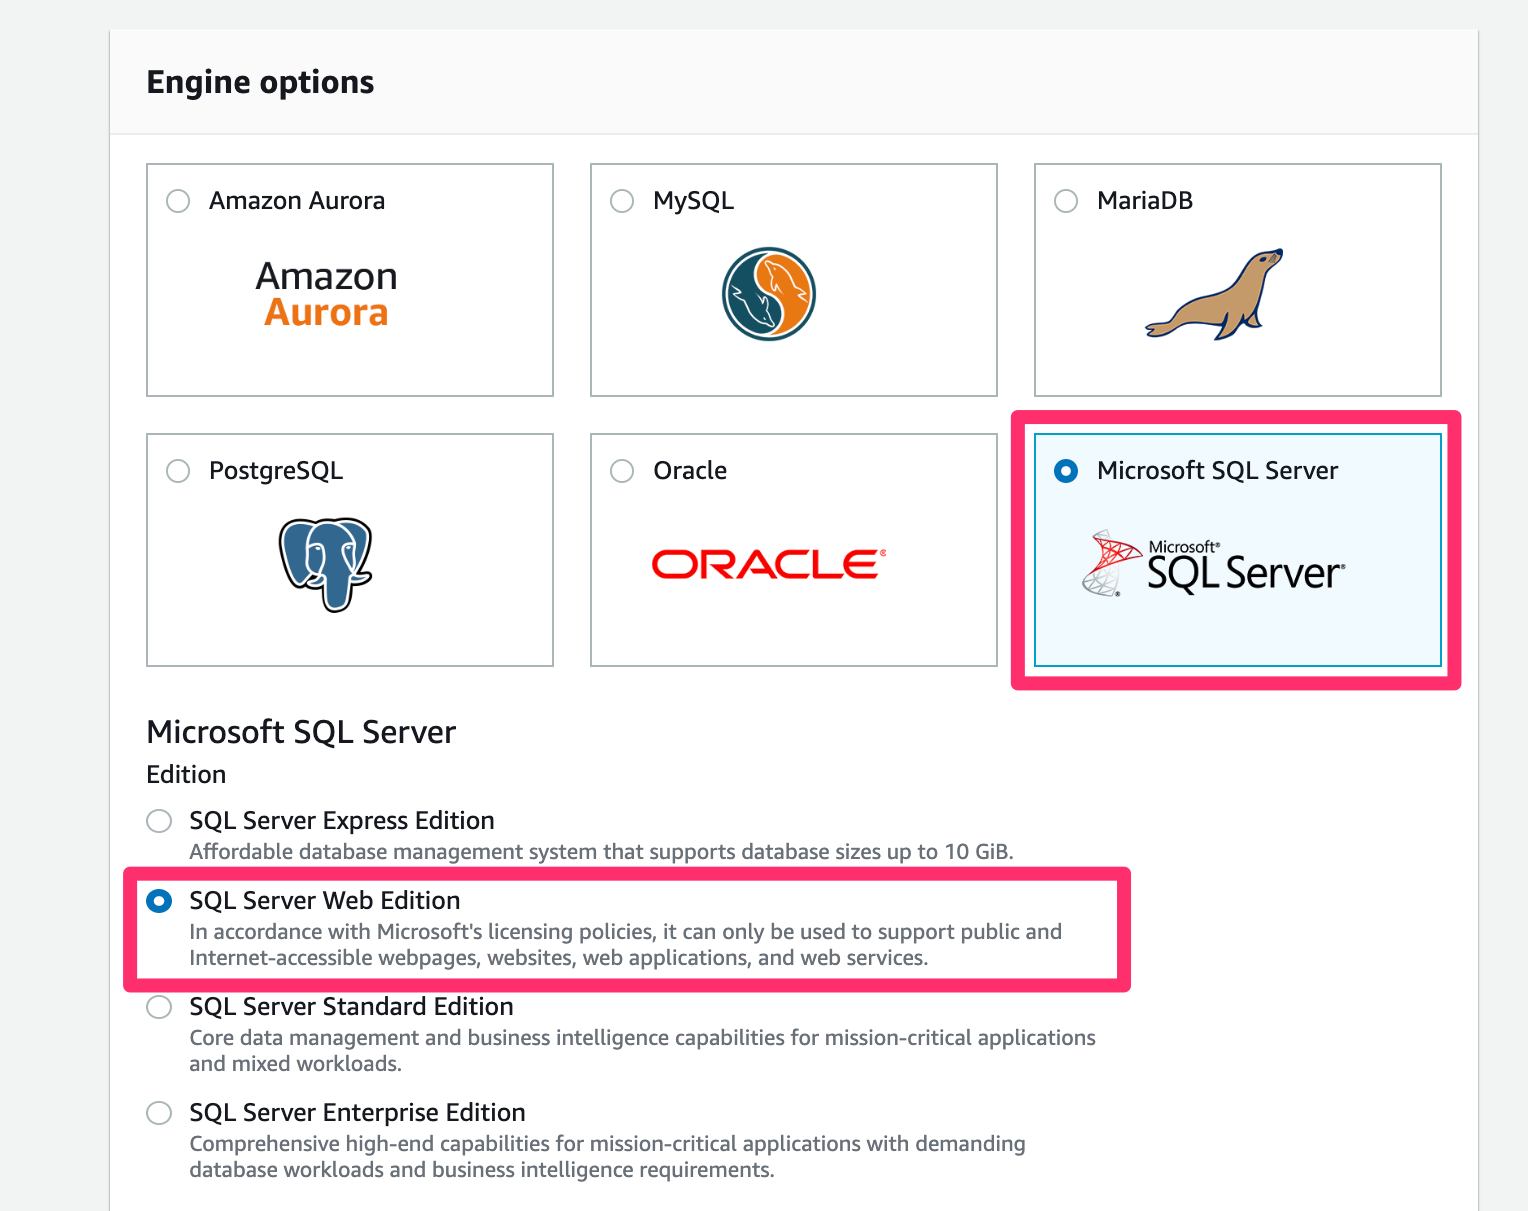 Engine options
Amazon Aurora
Amazon
Aurora
MySQL
MariaDB
PostgreSQL
Oracle
ORACLE®
Microsoft SQL Server
Microsoft®
SQL Server®
®
Microsoft SQL Server
Edition
SQL Server Express Edition
Affordable database management system that supports database sizes up to 10 GiB.
SQL Server Web Edition
In accordance with Microsoft's licensing policies, it can only be used to support public and
Internet-accessible webpages, websites, web applications, and web services.
SQL Server Standard Edition
Core data management and business intelligence capabilities for mission-critical applications
and mixed workloads.
SQL Server Enterprise Edition
Comprehensive high-end capabilities for mission-critical applications with demanding
database workloads and business intelligence requirements.